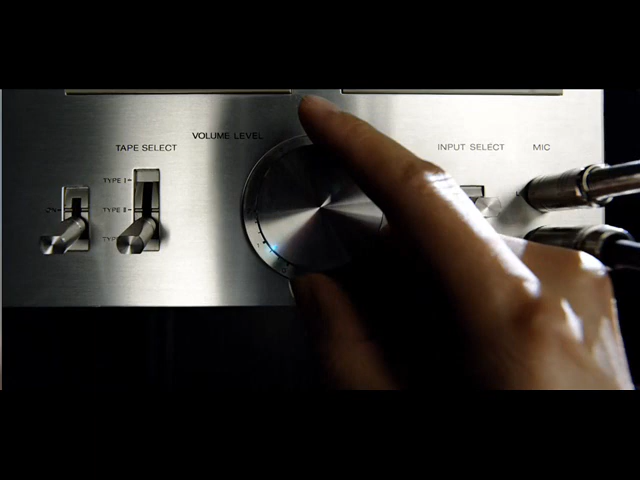 VOLUME LEVEL
TAPE SELECT
INPUT SELECT
MIC
TYPE I
TYPE II